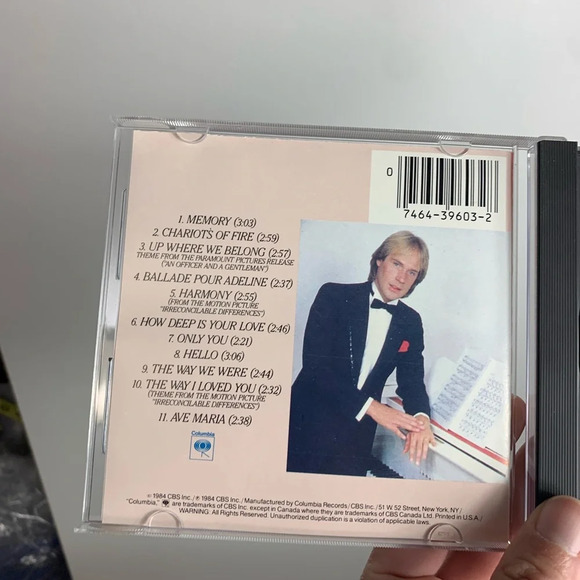 0
7464-39603-2
1. MEMORY (3:03)
2. CHARIOTS OF FIRE (2:59)
3. UP WHERE WE BELONG (2:57)
THEME FROM THE PARAMOUNT PICTURES RELEASE
("AN OFFICER AND A GENTLEMAN")
4. BALLADE POUR ADELINE (2:37)
5. HARMONY (2:55)
(FROM THE MOTION PICTURE
"IRRECONCILABLE DIFFERENCES")
6. HOW DEEP IS YOUR LOVE (2:46)
7. ONLY YOU (2:21)
8. HELLO (3:06)
9. THE WAY WE WERE (2:44)
10. THE WAY I LOVED YOU (2:32)
(THEME FROM THE MOTION PICTURE
"IRRECONCILABLE DIFFERENCES")
11. AVE MARIA (2:38)
Columbia
© 1984 CBS Inc./ ℗ 1984 CBS Inc./ Manufactured by Columbia Records/CBS Inc./51 W. 52 Street, New York, NY/
"Columbia," are trademarks of CBS Inc. except in Canada where they are trademarks of CBS Canada Ltd. Printed in U.S.A./
WARNING: All Rights Reserved. Unauthorized duplication is a violation of applicable laws.